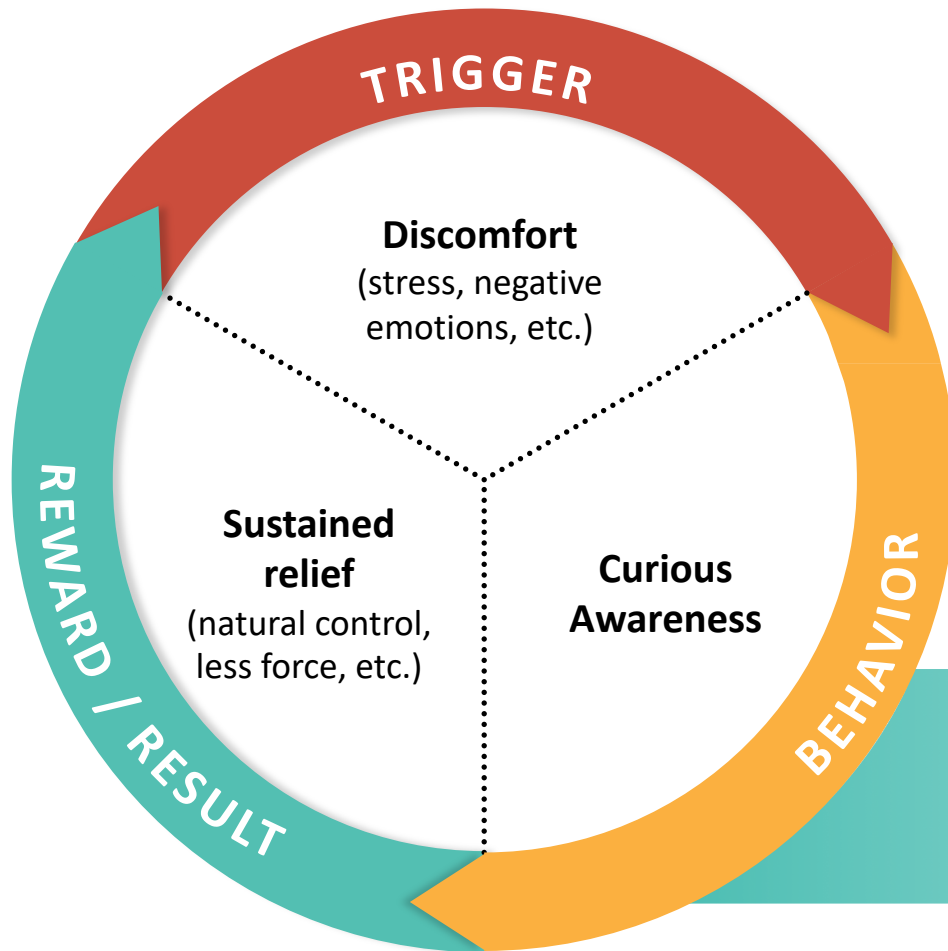 TRIGGER
Discomfort
(stress, negative
emotions, etc.)
BEHAVIOR
Curious
Awareness
REWARD / RESULT
Sustained
relief
(natural control,
less force, etc.)